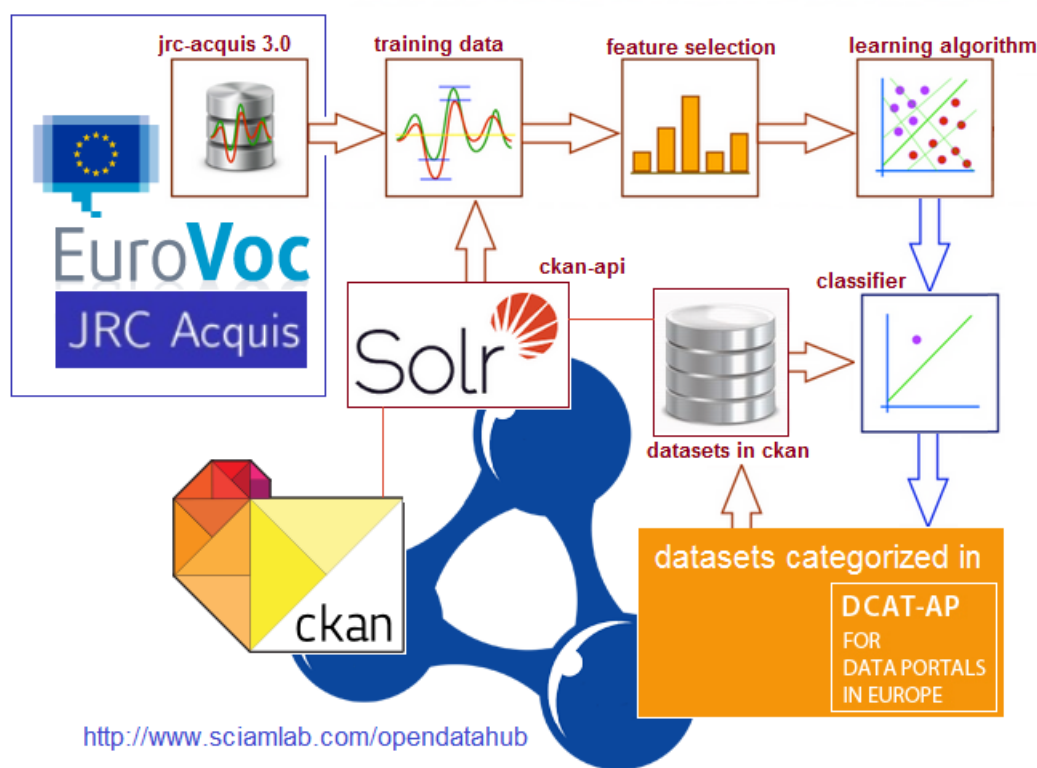 jrc-acquis 3.0
training data
feature selection
learning algorithm
EuroVoc
JRC Acquis
ckan-api
classifier
Solr
datasets in ckan
ckan
datasets categorized in
DCAT-AP
FOR
DATA PORTALS
IN EUROPE
http://www.sciamlab.com/opendatahub